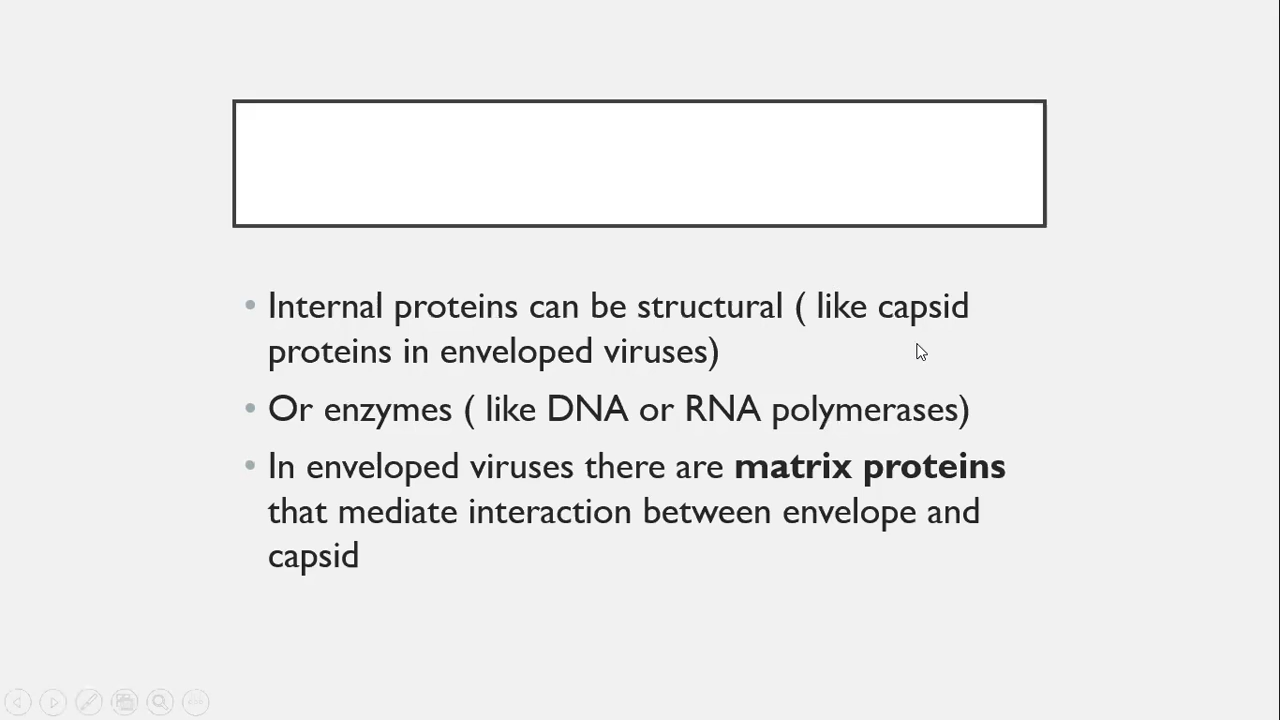 • Internal proteins can be structural ( like capsid
proteins in enveloped viruses)
• Or enzymes ( like DNA or RNA polymerases)
• In enveloped viruses there are matrix proteins
that mediate interaction between envelope and
capsid